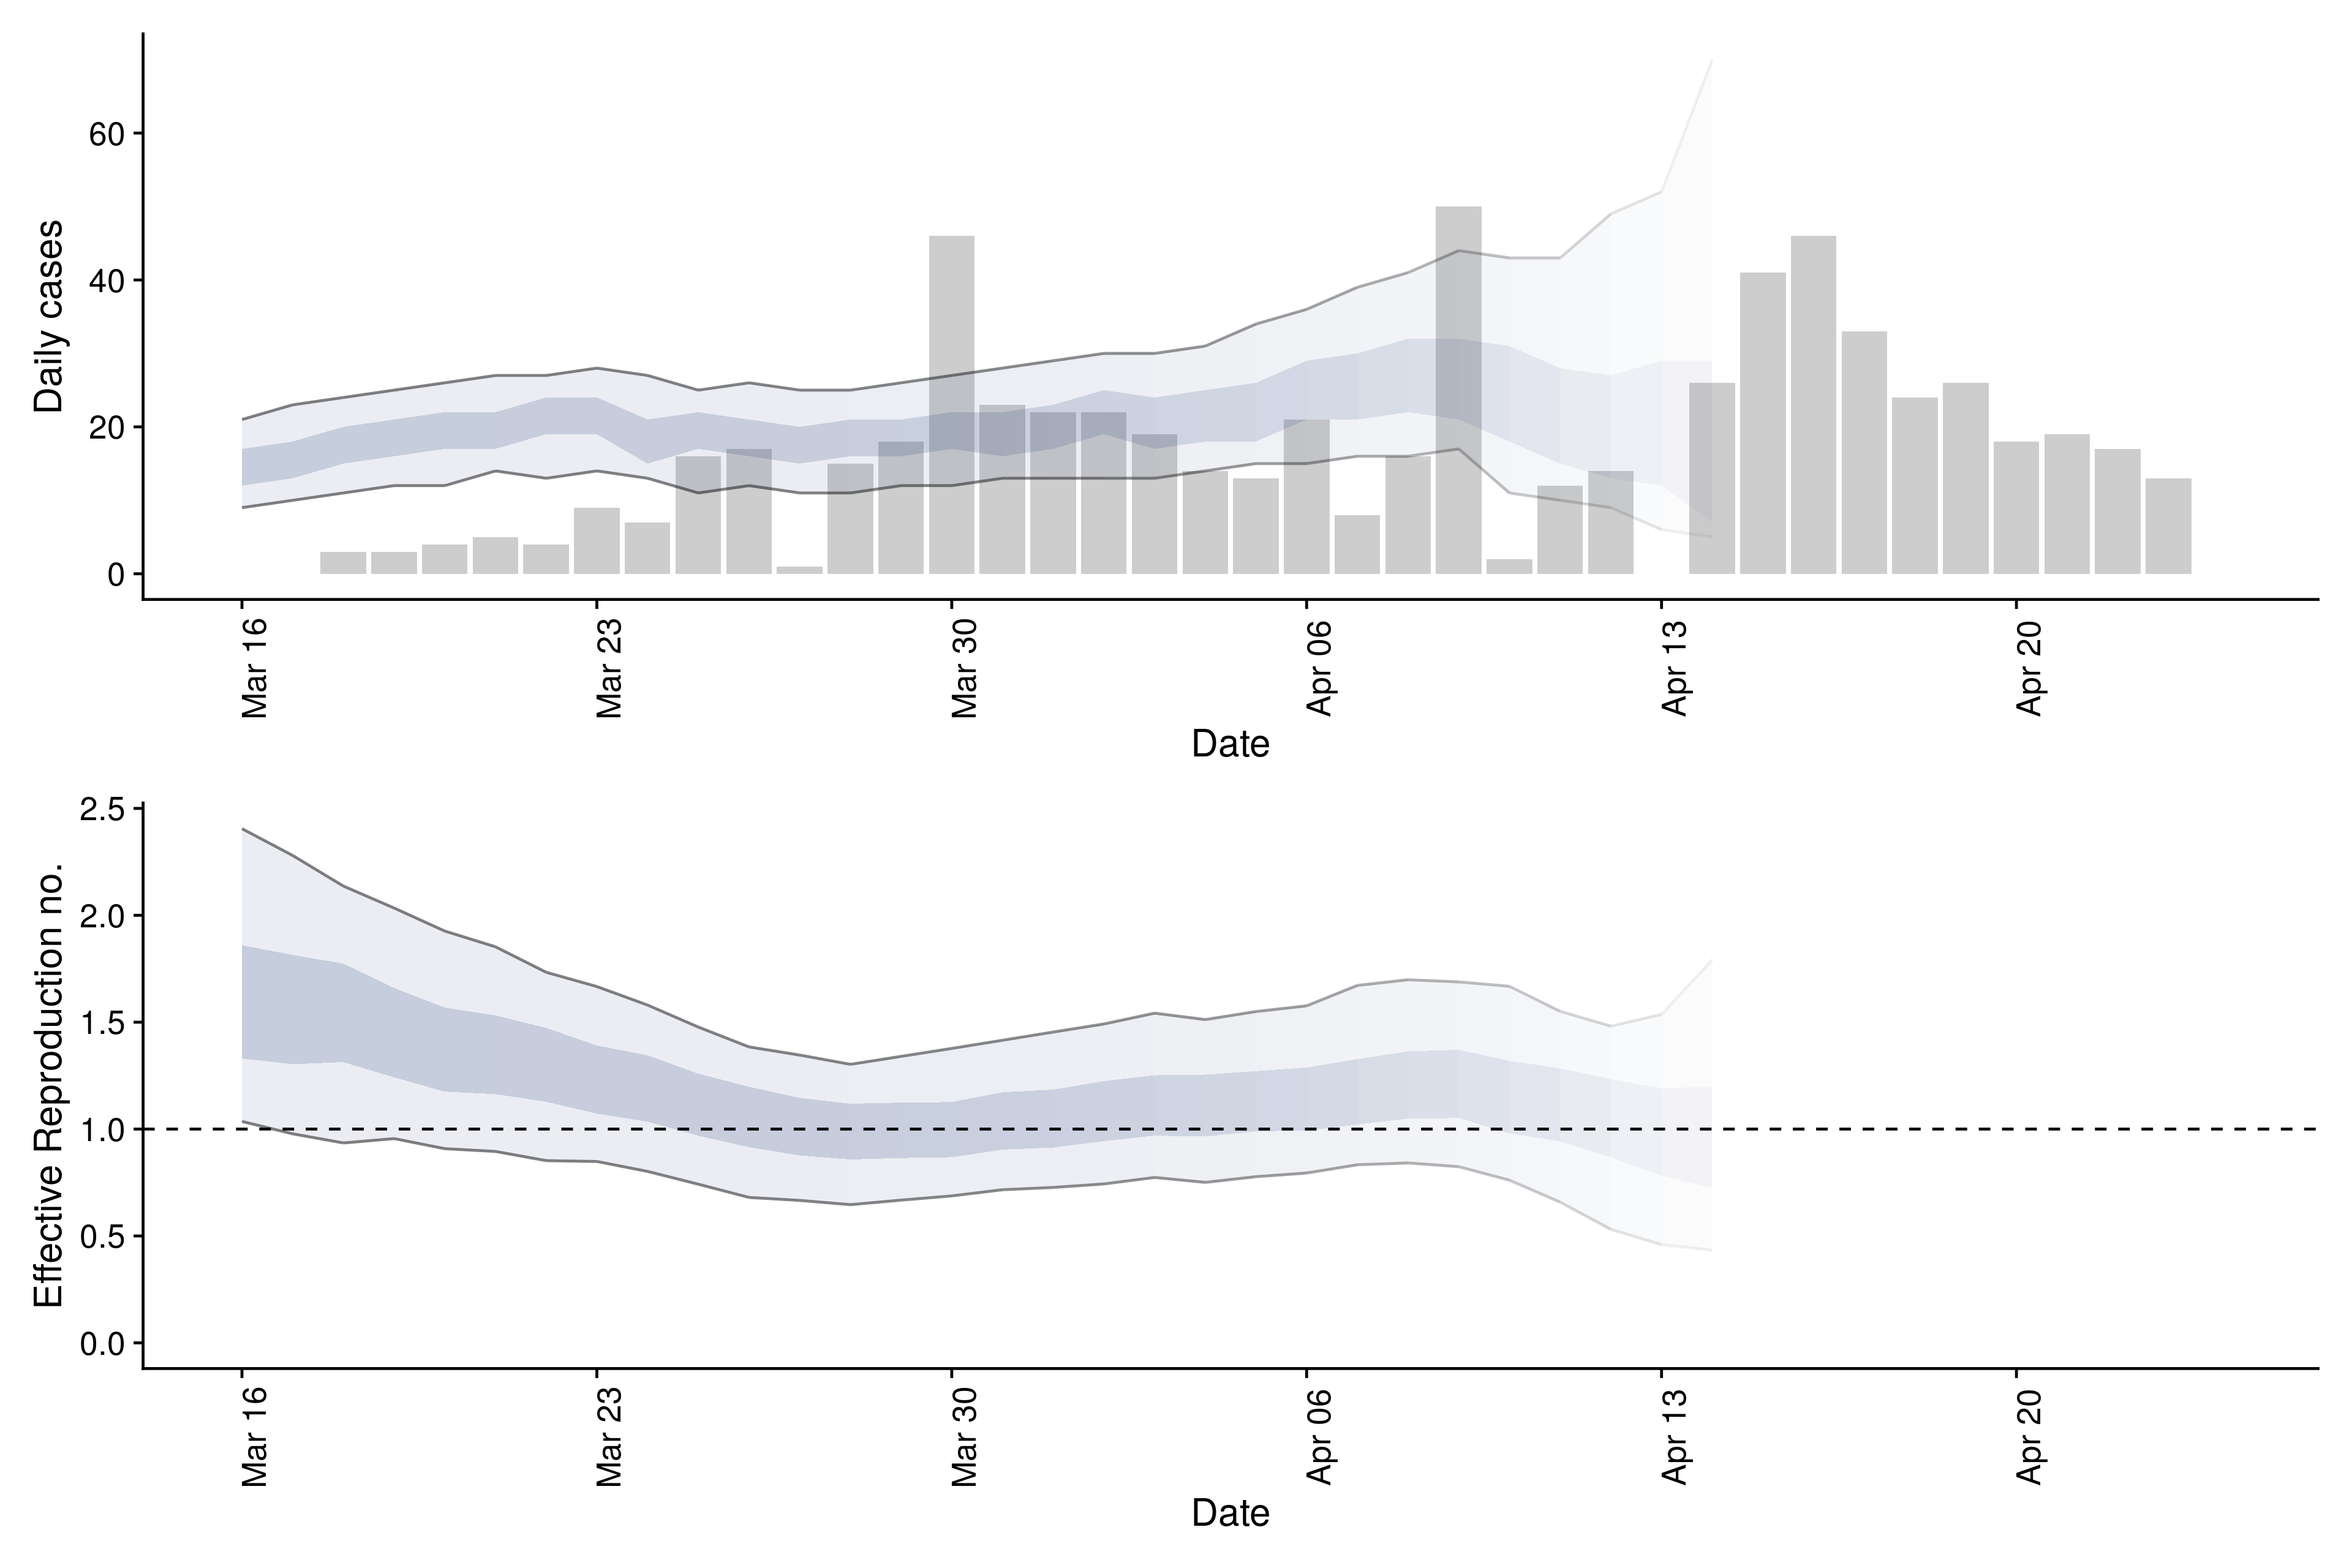 Daily cases
60
40
20
0
Mar 16
Mar 23
Mar 30
Apr 06
Apr 13
Apr 20
Date
Effective Reproduction no.
2.5
2.0
1.5
1.0
0.5
0.0
Mar 16
Mar 23
Mar 30
Apr 06
Apr 13
Apr 20
Date